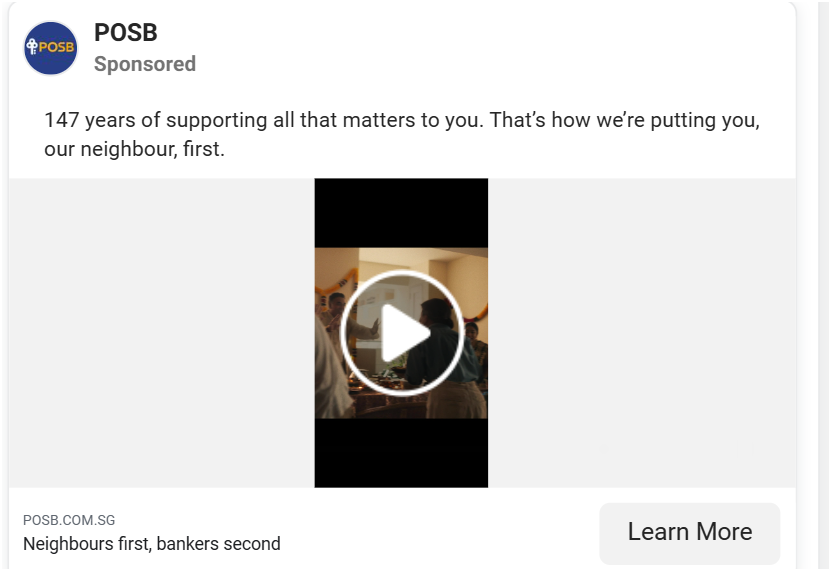 POSB
POSB
Sponsored
147 years of supporting all that matters to you. That’s how we’re putting you,
our neighbour, first.
POSB.COM.SG
Neighbours first, bankers second
Learn More